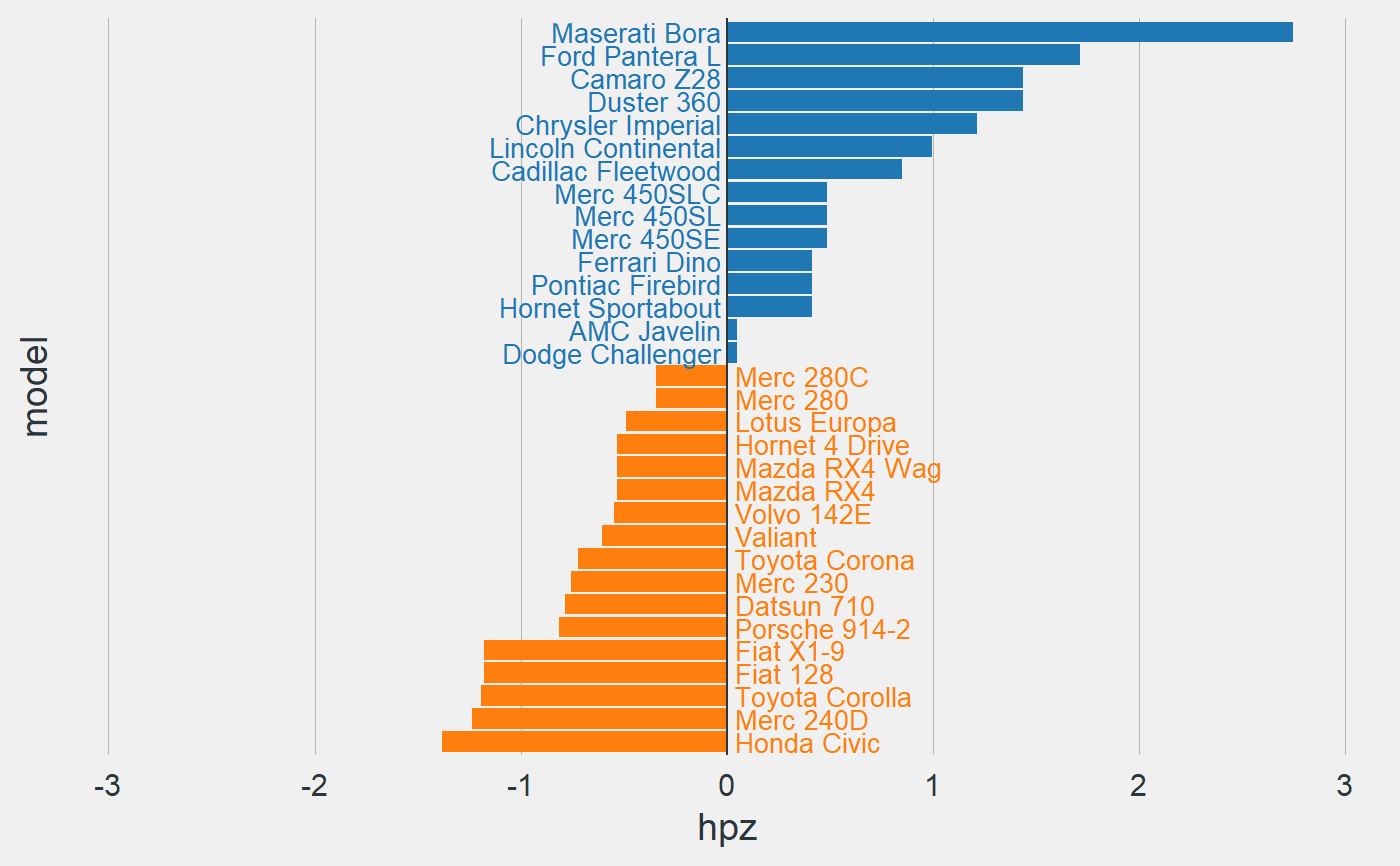 Maserati Bora
Ford Pantera L
Camaro Z28
Duster 360
Chrysler Imperial
Lincoln Continental
Cadillac Fleetwood
Merc 450SLC
Merc 450SL
Merc 450SE
Ferrari Dino
Pontiac Firebird
Hornet Sportabout
AMC Javelin
Dodge Challenger
Merc 280C
Merc 280
Lotus Europa
Hornet 4 Drive
Mazda RX4 Wag
Mazda RX4
Volvo 142E
Valiant
Toyota Corona
Merc 230
Datsun 710
Porsche 914-2
Fiat X1-9
Fiat 128
Toyota Corolla
Merc 240D
Honda Civic
model
-3 -2 -1 0 1 2 3
hpz